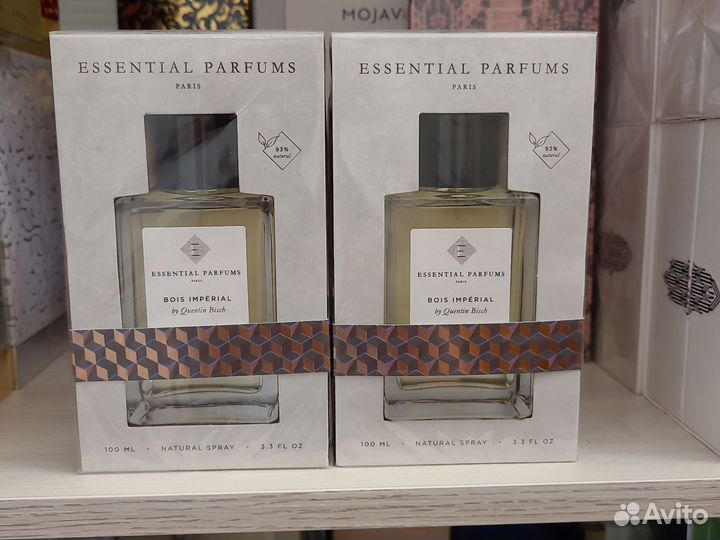 MOJAV
ESSENTIAL PARFUMS
PARIS
93%
natural
E
ESSENTIAL PARFUMS
PARIS
BOIS IMPÉRIAL
by Quentin Bisch
100 ML · NATURAL SPRAY · 3.3 FL OZ
ESSENTIAL PARFUMS
PARIS
93%
natural
E
ESSENTIAL PARFUMS
PARIS
BOIS IMPÉRIAL
by Quentin Bisch
100 ML · NATURAL SPRAY · 3.3 FL OZ
Avito